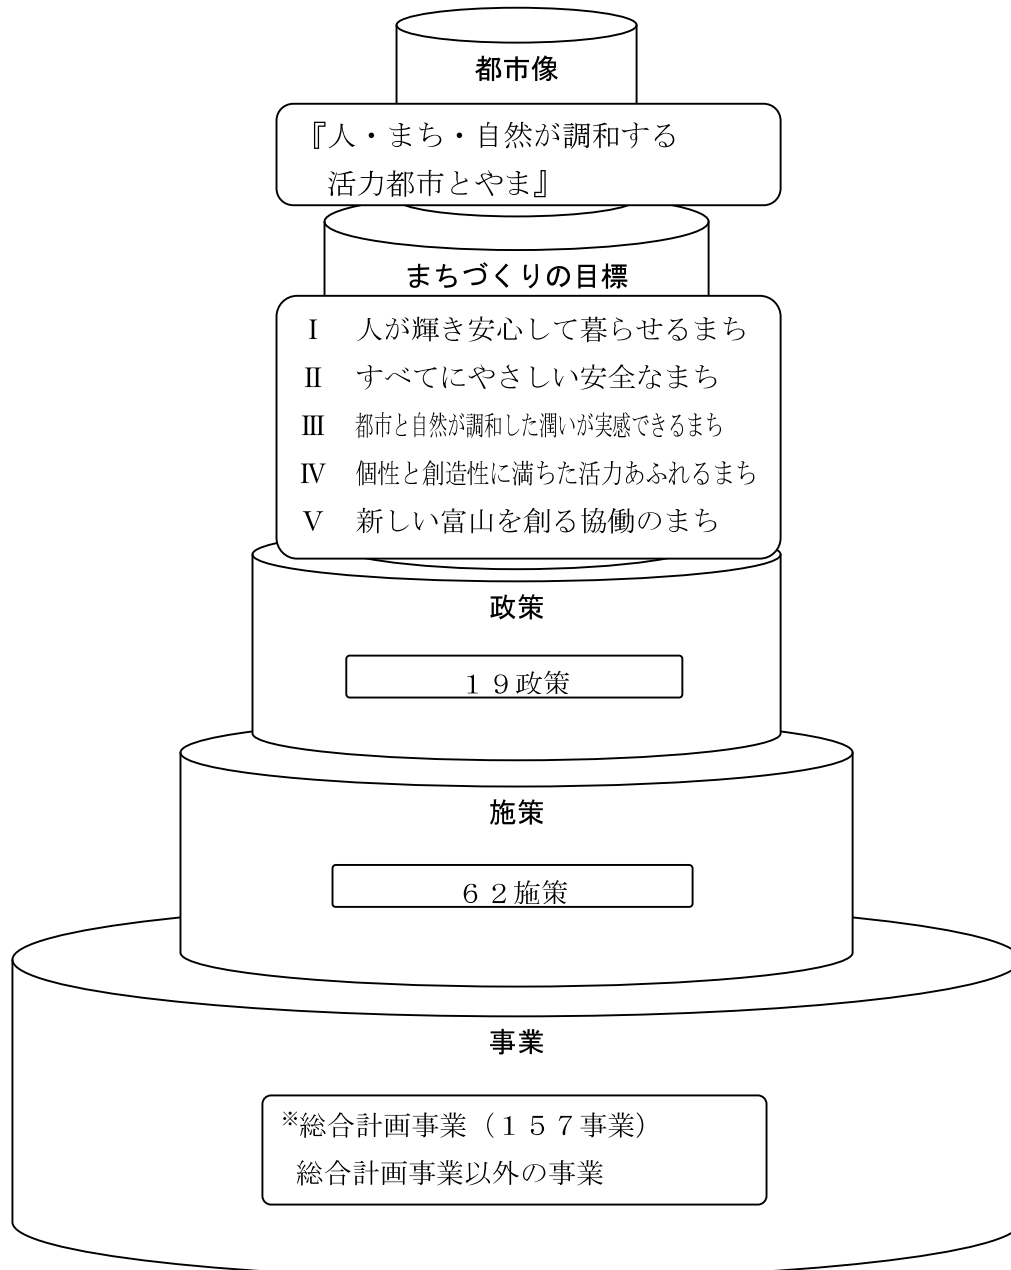 都市像
『人・まち・自然が調和する
活力都市とやま』
まちづくりの目標
Ⅰ　人が輝き安心して暮らせるまち
Ⅱ　すべてにやさしい安全なまち
Ⅲ　都市と自然が調和した潤いが実感できるまち
Ⅳ　個性と創造性に満ちた活力あふれるまち
Ⅴ　新しい富山を創る協働のまち
政策
１９政策
施策
６２施策
事業
※総合計画事業（１５７事業）
総合計画事業以外の事業